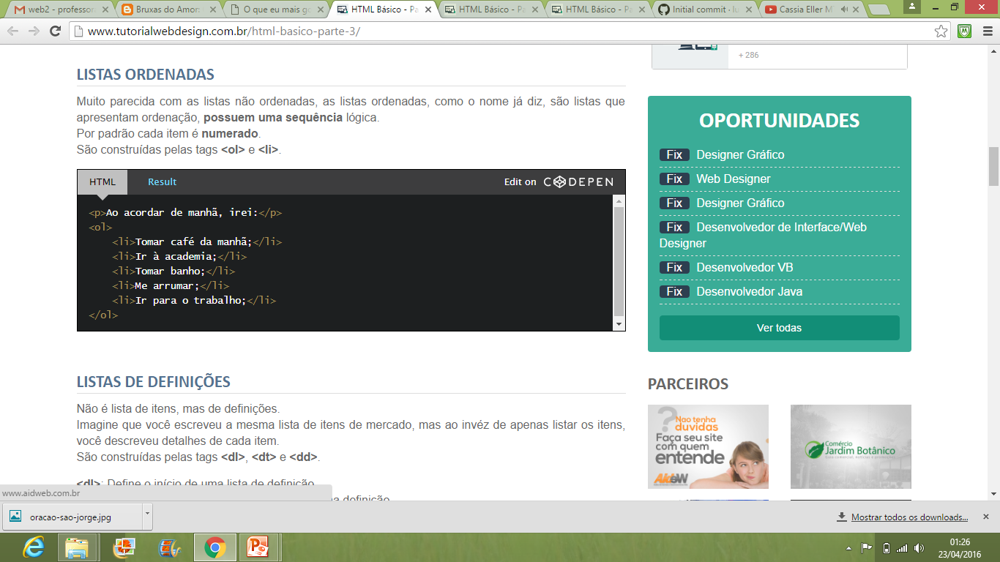 web2 - professor
Bruxas do Amor:
O que eu mais go
HTML Básico - Pa
HTML Básico - Pa
HTML Básico - Pa
Initial commit · lu
Cassia Eller M
www.tutorialwebdesign.com.br/html-basico-parte-3/
+ 286
LISTAS ORDENADAS
Muito parecida com as listas não ordenadas, as listas ordenadas, como o nome já diz, são listas que
apresentam ordenação, possuem uma sequência lógica.
Por padrão cada item é numerado.
São construídas pelas tags <ol> e <li>.
HTML Result Edit on CODEPEN
<p>Ao acordar de manhã, irei:</p>
<ol>
<li>Tomar café da manhã;</li>
<li>Ir à academia;</li>
<li>Tomar banho;</li>
<li>Me arrumar;</li>
<li>Ir para o trabalho;</li>
</ol>
LISTAS DE DEFINIÇÕES
Não é lista de itens, mas de definições.
Imagine que você escreveu a mesma lista de itens de mercado, mas ao invéz de apenas listar os itens,
você descreveu detalhes de cada item.
São construídas pelas tags <dl>, <dt> e <dd>.
<dl>: Define o início de uma lista de definição
definição
OPORTUNIDADES
Fix Designer Gráfico
Fix Web Designer
Fix Designer Gráfico
Fix Desenvolvedor de Interface/Web
Designer
Fix Desenvolvedor VB
Fix Desenvolvedor Java
Ver todas
PARCEIROS
?
Nao tenha
duvidas
Faça seu site
com quem
entende
Comércio
Jardim Botânico
www.aidweb.com.br
oracao-sao-jorge.jpg
Mostrar todos os downloads...
01:26
23/04/2016